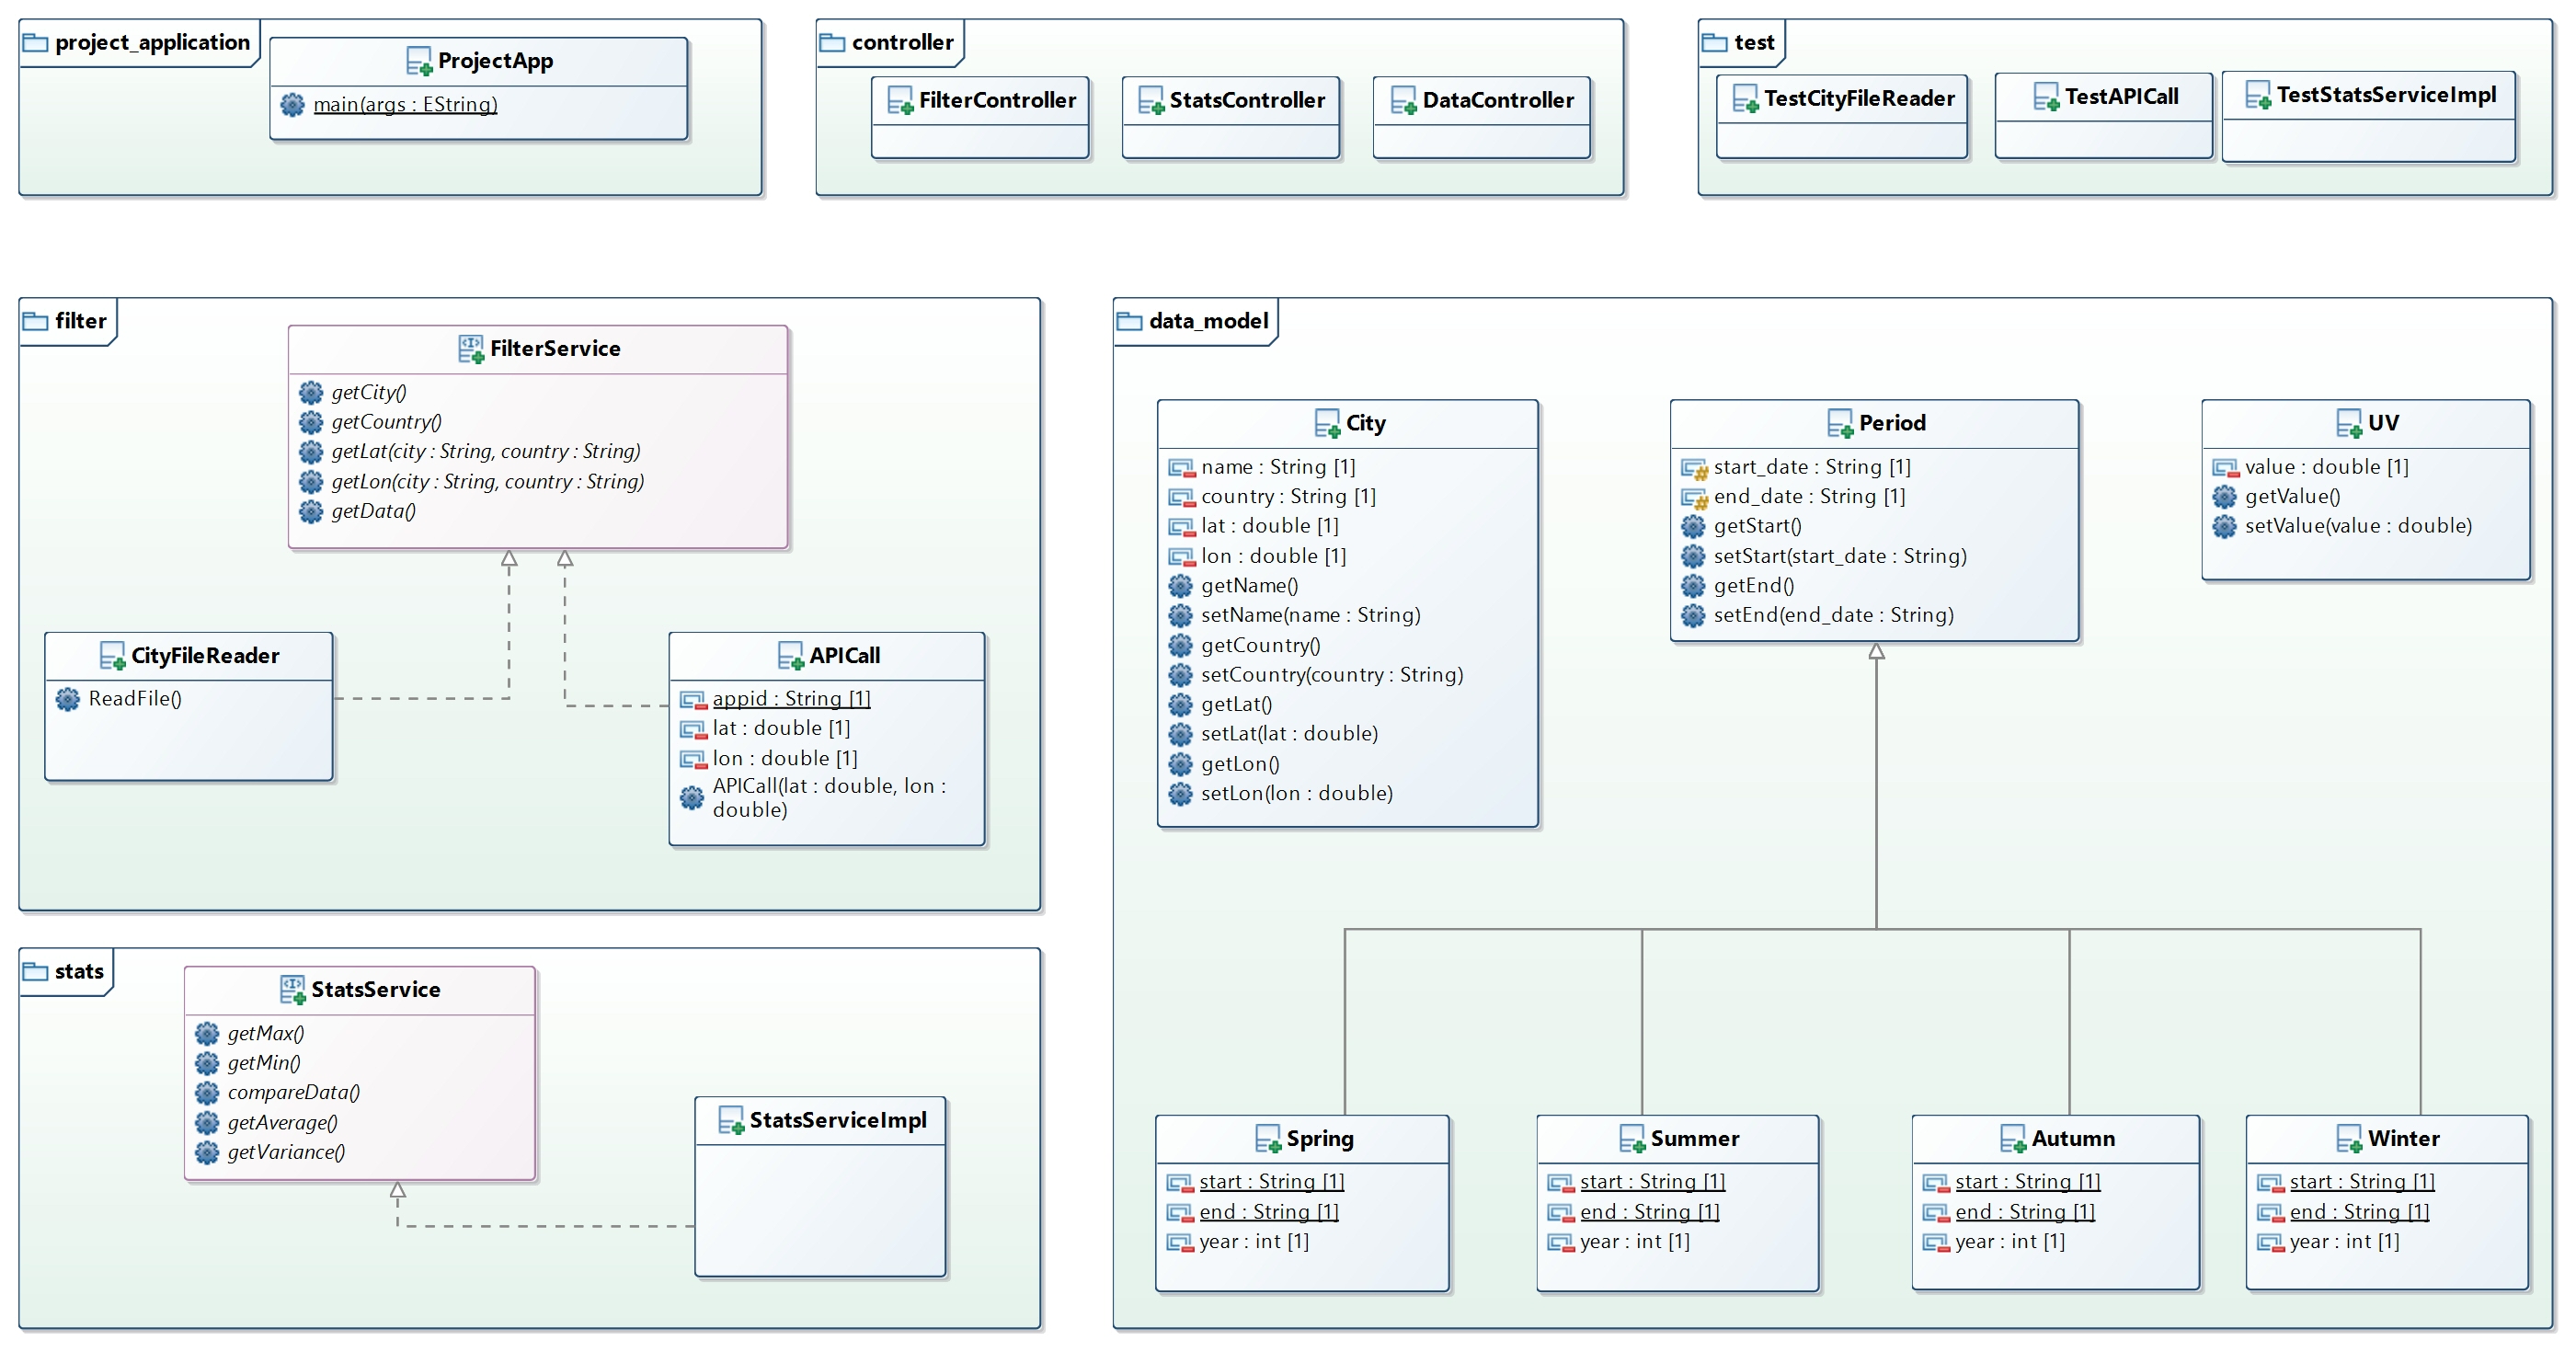 project_application
ProjectApp
main(args : EString)
controller
FilterController
StatsController
DataController
test
TestCityFileReader
TestAPICall
TestStatsServiceImpl
filter
FilterService
getCity()
getCountry()
getLat(city : String, country : String)
getLon(city : String, country : String)
getData()
CityFileReader
ReadFile()
APICall
appid : String [1]
lat : double [1]
lon : double [1]
APICall(lat : double, lon :
double)
data_model
City
name : String [1]
country : String [1]
lat : double [1]
lon : double [1]
getName()
setName(name : String)
getCountry()
setCountry(country : String)
getLat()
setLat(lat : double)
getLon()
setLon(lon : double)
Period
start_date : String [1]
end_date : String [1]
getStart()
setStart(start_date : String)
getEnd()
setEnd(end_date : String)
UV
value : double [1]
getValue()
setValue(value : double)
Spring
start : String [1]
end : String [1]
year : int [1]
Summer
start : String [1]
end : String [1]
year : int [1]
Autumn
start : String [1]
end : String [1]
year : int [1]
Winter
start : String [1]
end : String [1]
year : int [1]
stats
StatsService
getMax()
getMin()
compareData()
getAverage()
getVariance()
StatsServiceImpl